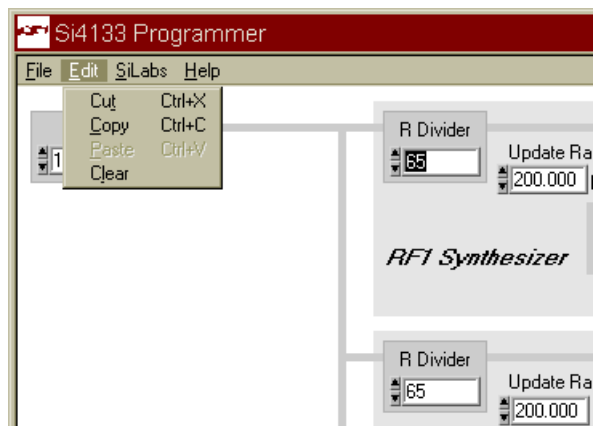 Si4133 Programmer
File Edit SiLabs Help
Cut Ctrl+X
Copy Ctrl+C
Paste Ctrl+V
Clear
1
R Divider
65
Update Ra
200.000
RF1 Synthesizer
R Divider
65
Update Ra
200.000